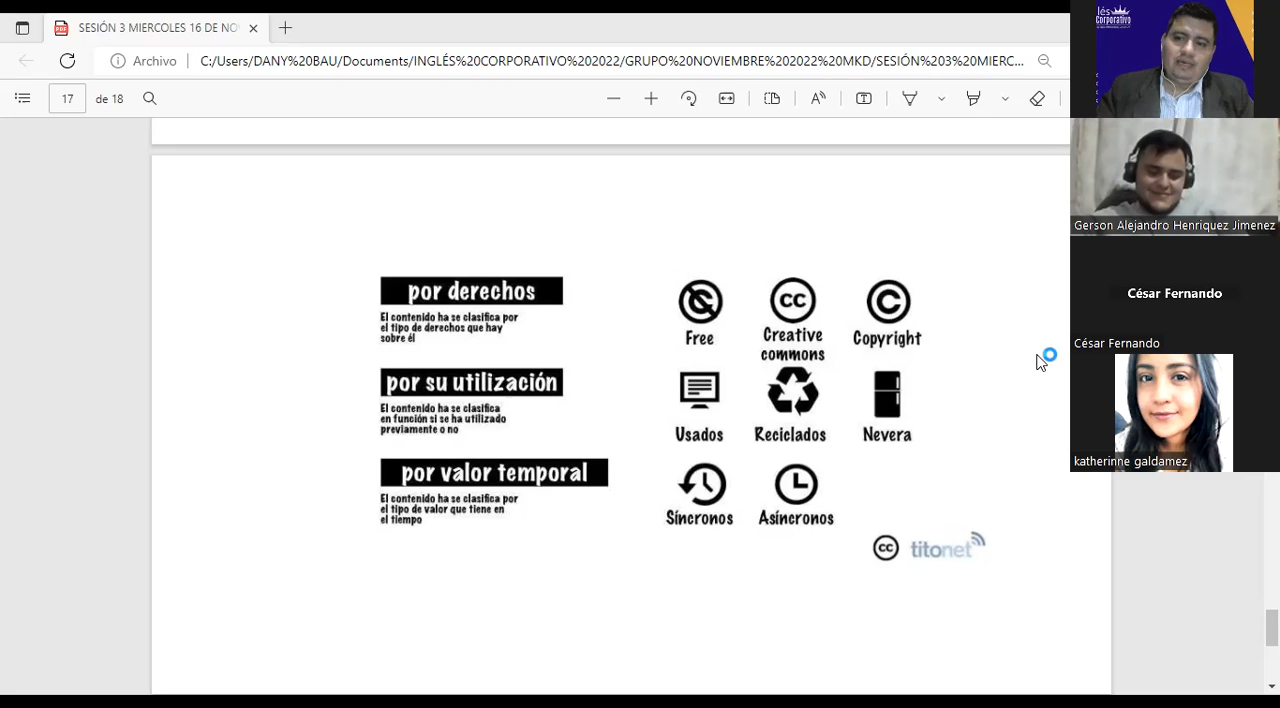 SESIÓN 3 MIERCOLES 16 DE NO
Archivo
C:/Users/DANY%20BAU/Documents/INGLÉS%20CORPORATIVO%202022/GRUPO%20NOVIEMBRE%202022%20MKD/SESIÓN%203%20MIERC...
17 de 18
lés
Corporativo
Gerson Alejandro Henriquez Jimenez
César Fernando
César Fernando
katherinne galdamez
por derechos
El contenido ha se clasifica por
el tipo de derechos que hay
sobre él
Free
Creative
commons
Copyright
por su utilización
El contenido ha se clasifica
en función si se ha utilizado
previamente o no
Usados
Reciclados
Nevera
por valor temporal
El contenido ha se clasifica por
el tipo de valor que tiene en
el tiempo
Síncronos
Asíncronos
cc titonet